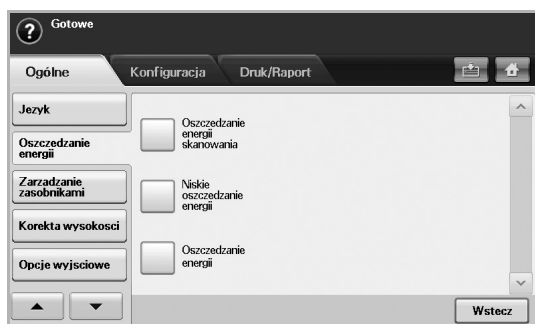 Gotowe
Ogólne
Konfiguracja
Druk/Raport
Jezyk
Oszczedzanie
energii
Zarzadzanie
zasobnikami
Korekta wysokosci
Opcje wyjsciowe
Oszczedzanie
energii
skanowania
Niskie
oszczedzanie
energii
Oszczedzanie
energii
Wstecz